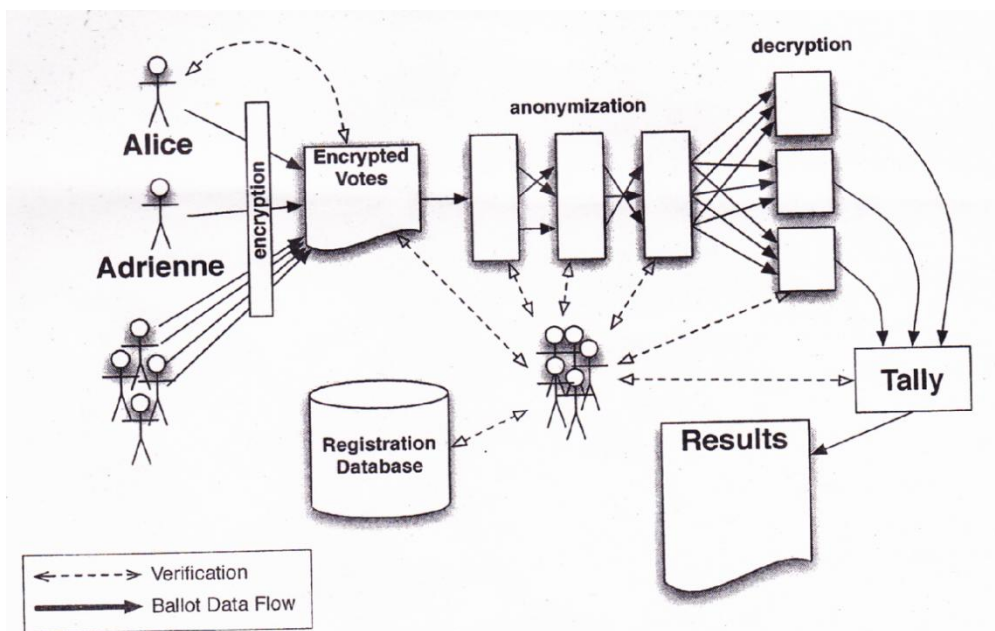 decryption
anonymization
Alice
encryption
Encrypted
Votes
Adrienne
Registration
Database
Tally
Results
Verification
Ballot Data Flow